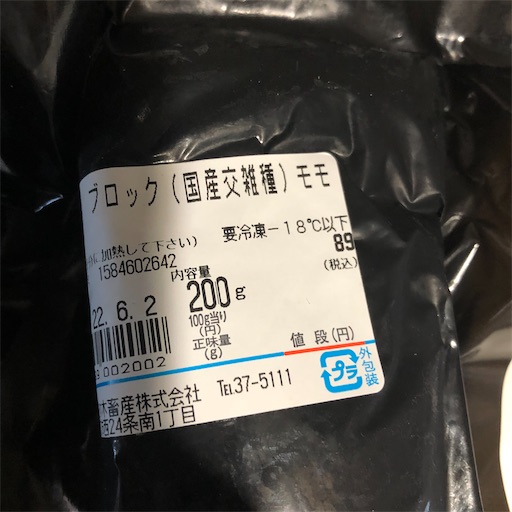 ブロック(国産交雑種)モモ
に加熱して下さい) 要冷凍-18℃以下
1584602642
内容量
89
(税込)
22. 6. 2
200g
100g当り
(円)
正味量
(g)
値段(円)
002002
プラ
外包装
木畜産株式会社 TEL37-5111
市24条南1丁目